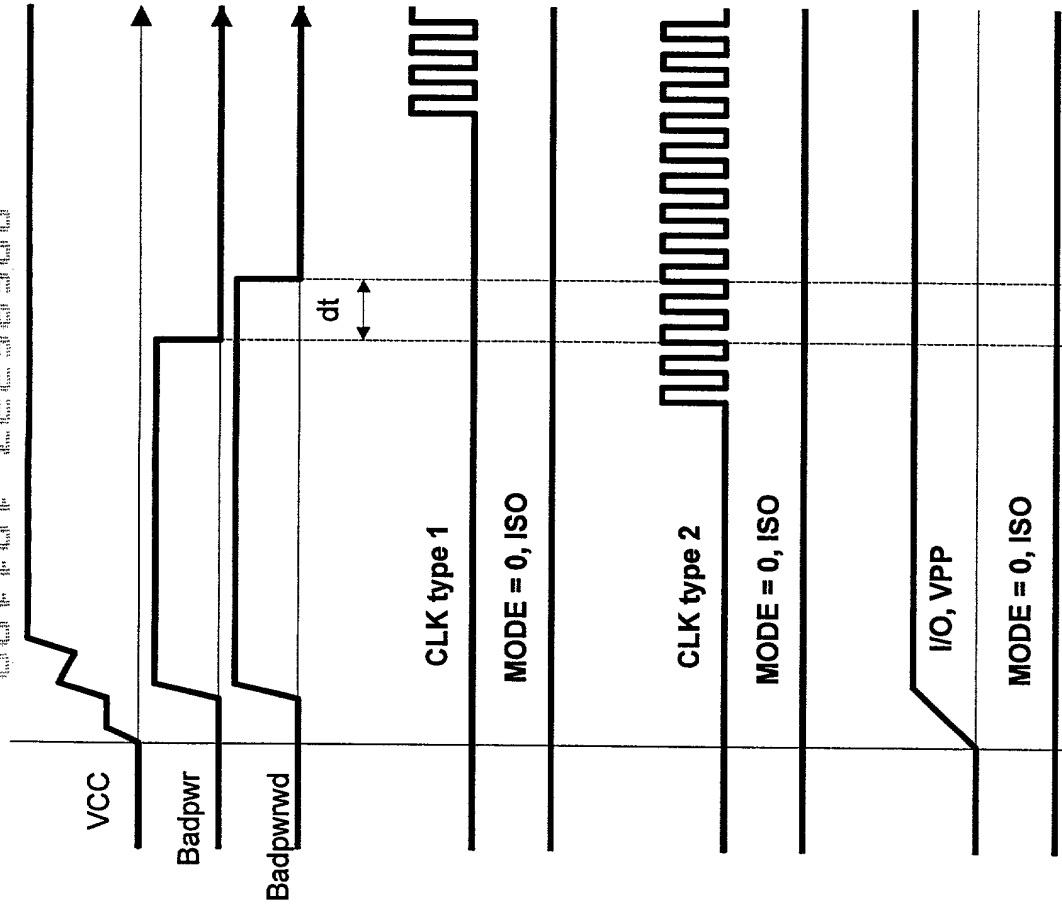 VCC
Badpwr
Badpwrwd
dt
CLK type 1
MODE = 0, ISO
CLK type 2
MODE = 0, ISO
I/O, VPP
MODE = 0, ISO